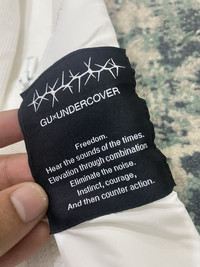 GU×UNDERCOVER
Freedom.
Hear the sounds of the times.
Elevation through combination
Eliminate the noise.
Instinct, courage,
And then counter action.